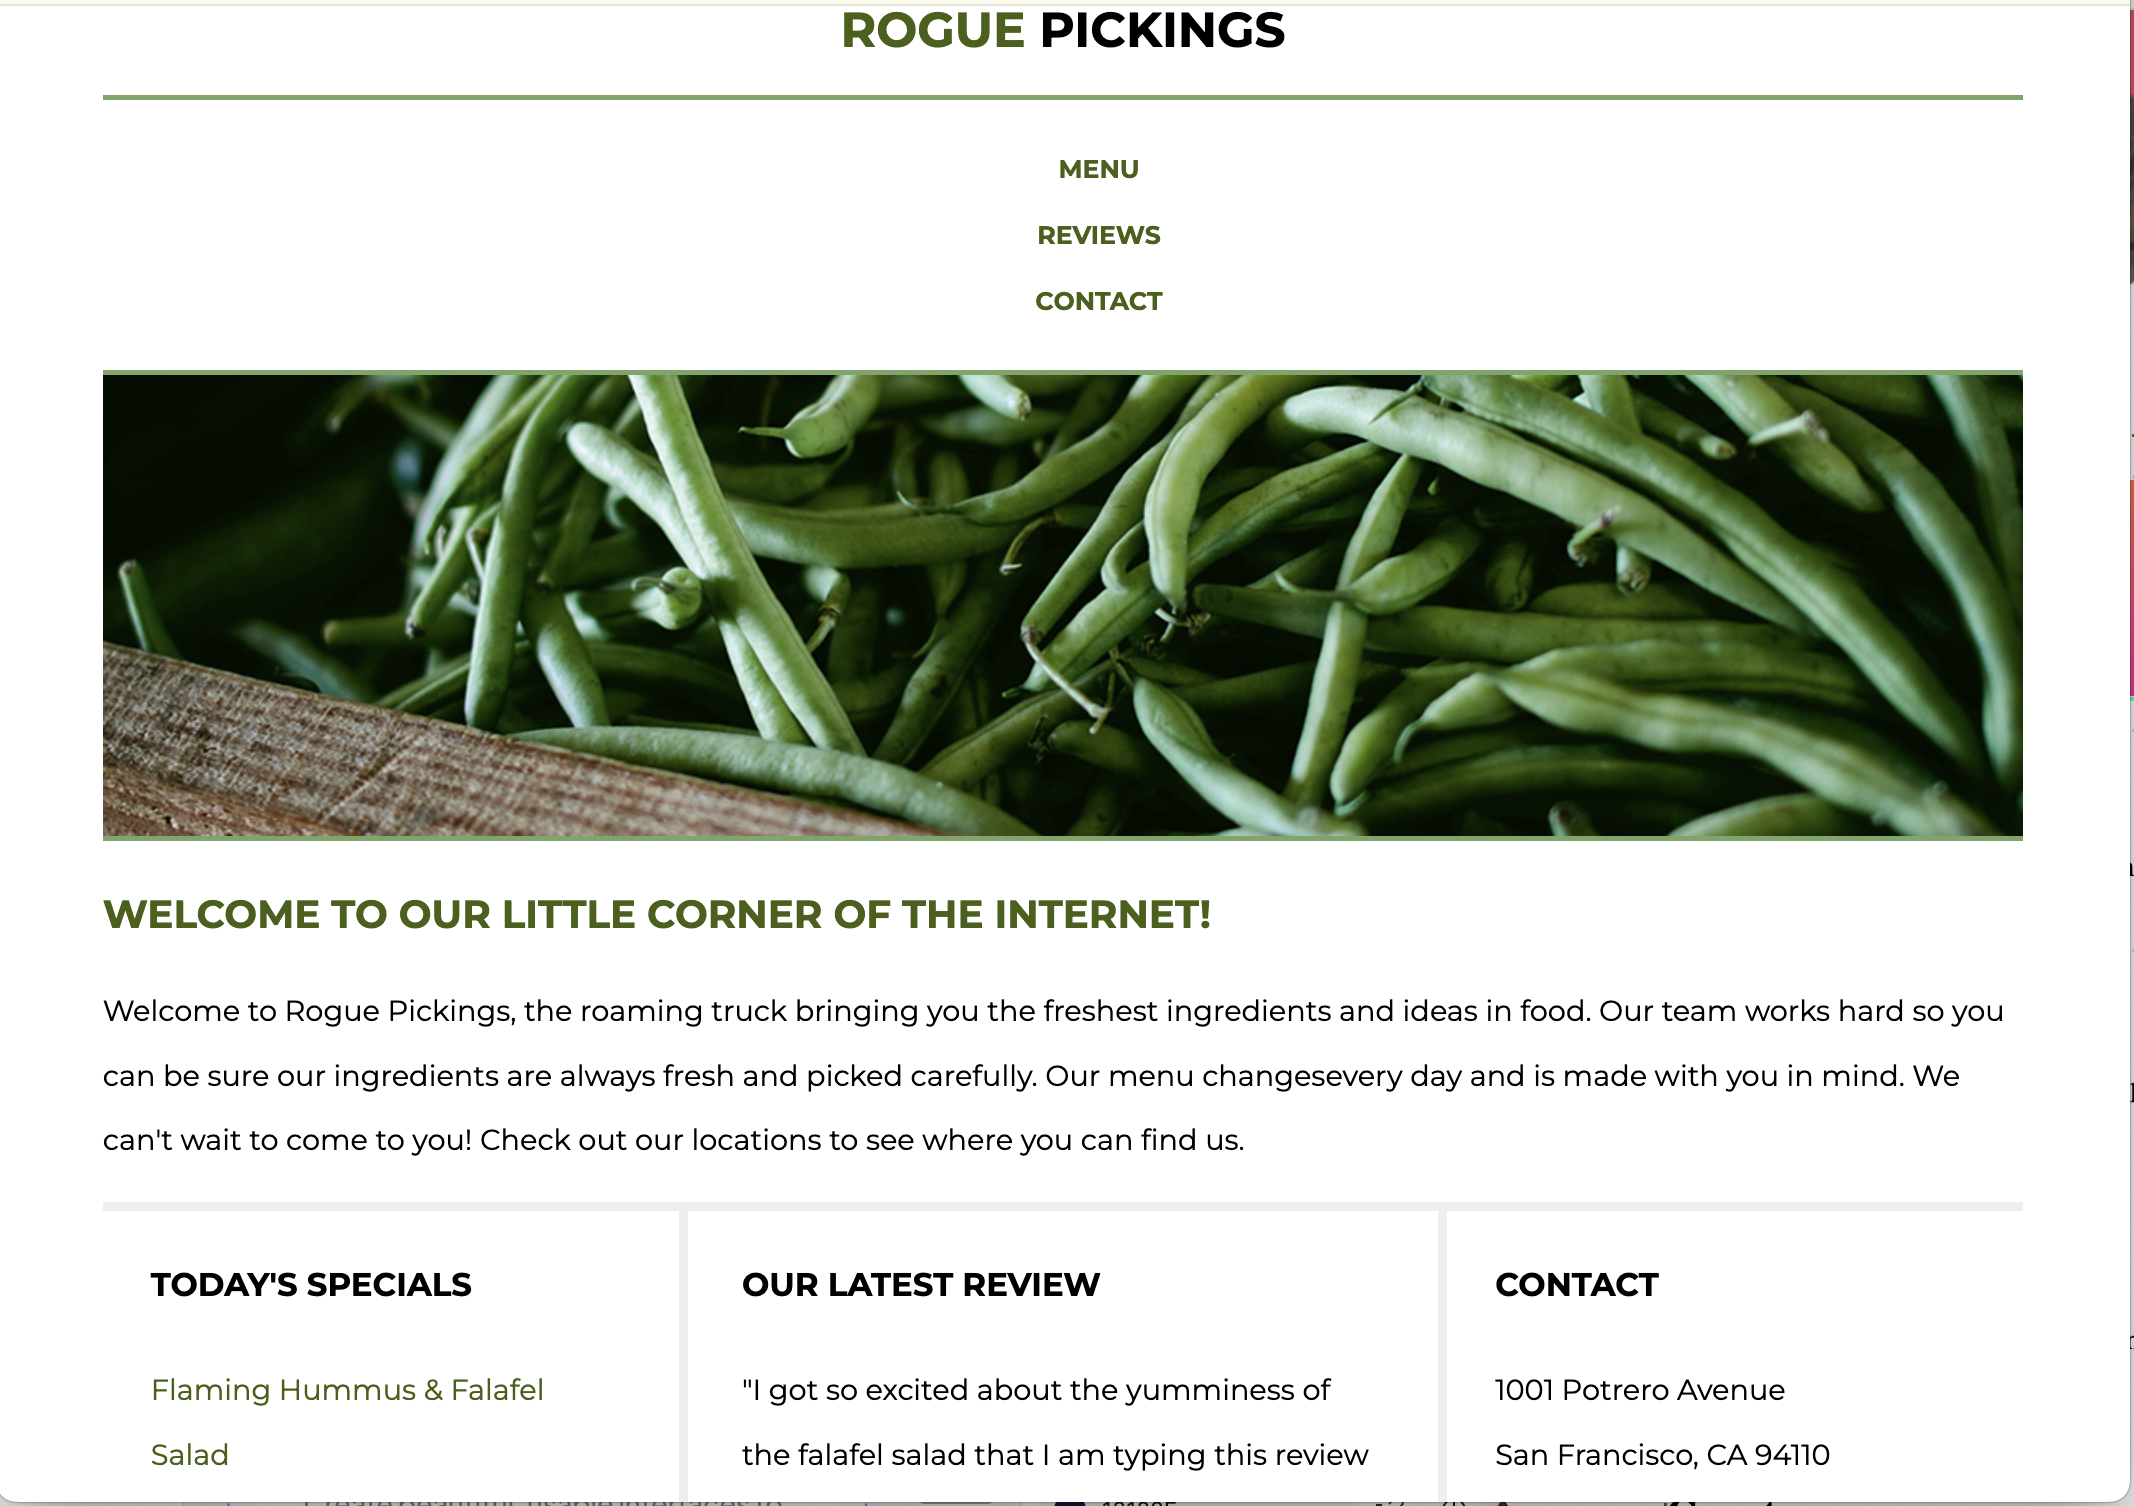 ROGUE PICKINGS
MENU
REVIEWS
CONTACT
WELCOME TO OUR LITTLE CORNER OF THE INTERNET!
Welcome to Rogue Pickings, the roaming truck bringing you the freshest ingredients and ideas in food. Our team works hard so you
can be sure our ingredients are always fresh and picked carefully. Our menu changesevery day and is made with you in mind. We
can't wait to come to you! Check out our locations to see where you can find us.
TODAY'S SPECIALS
Flaming Hummus & Falafel
Salad
OUR LATEST REVIEW
"I got so excited about the yumminess of
the falafel salad that I am typing this review
CONTACT
1001 Potrero Avenue
San Francisco, CA 94110